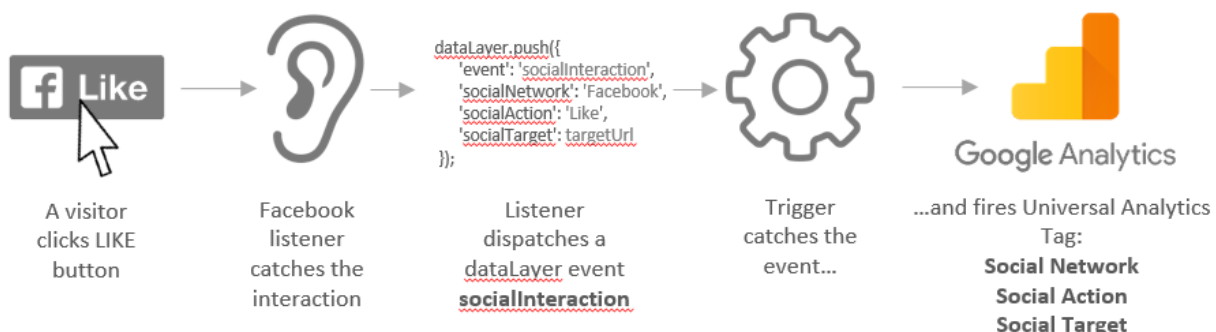 f Like
A visitor
clicks LIKE
button
Facebook
listener
catches the
interaction
dataLayer.push({
'event': 'socialInteraction',
'socialNetwork': 'Facebook',
'socialAction': 'Like',
'socialTarget': targetUrl
});
Listener
dispatches a
dataLayer event
socialInteraction
Trigger
catches the
event...
Google Analytics
...and fires Universal Analytics
Tag:
Social Network
Social Action
Social Target